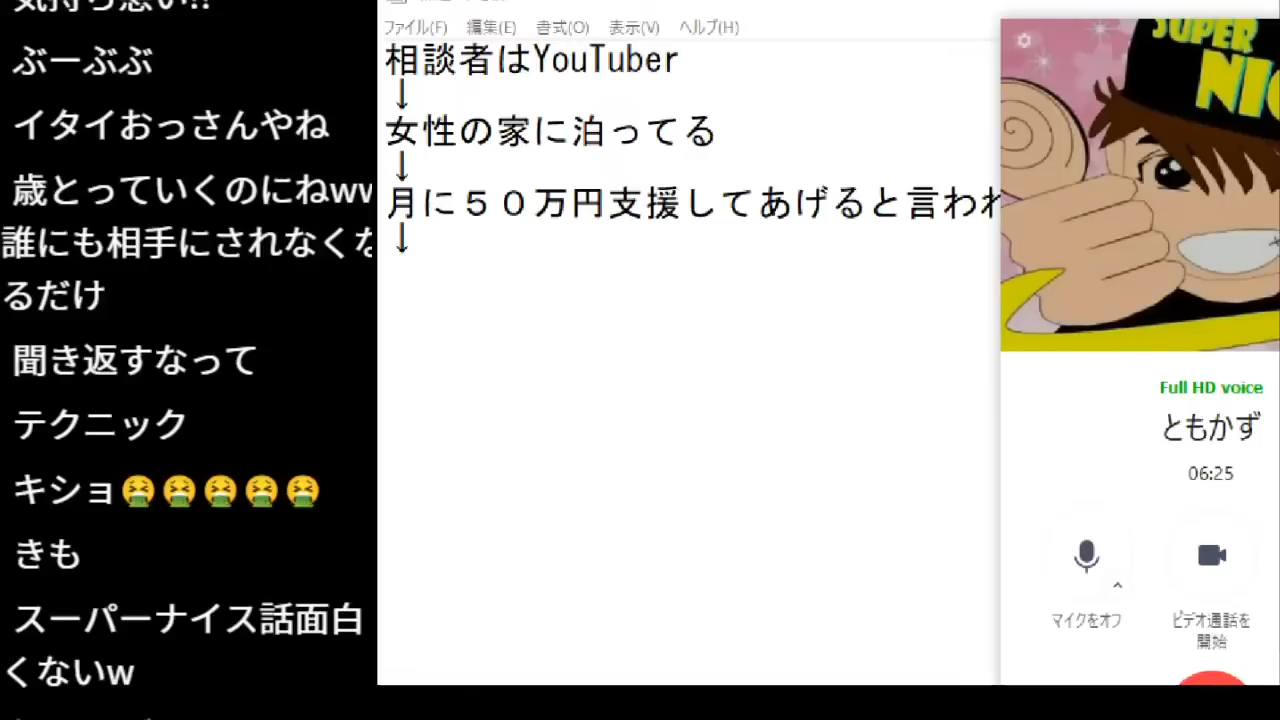 気持ち悪い!!
ぶーぶぶ
イタイおっさんやね
歳とっていくのにねw
誰にも相手にされなくな
るだけ
聞き返すなって
テクニック
キショ🤮🤮🤮🤮🤮
きも
スーパーナイス話面白
くないw
ファイル(F) 編集(E) 書式(O) 表示(V) ヘルプ(H)
相談者はYouTuber
↓
女性の家に泊ってる
↓
月に５０万円支援してあげると言われ
↓
SUPER
NIC
Full HD voice
ともかず
06:25
マイクをオフ
ビデオ通話を
開始